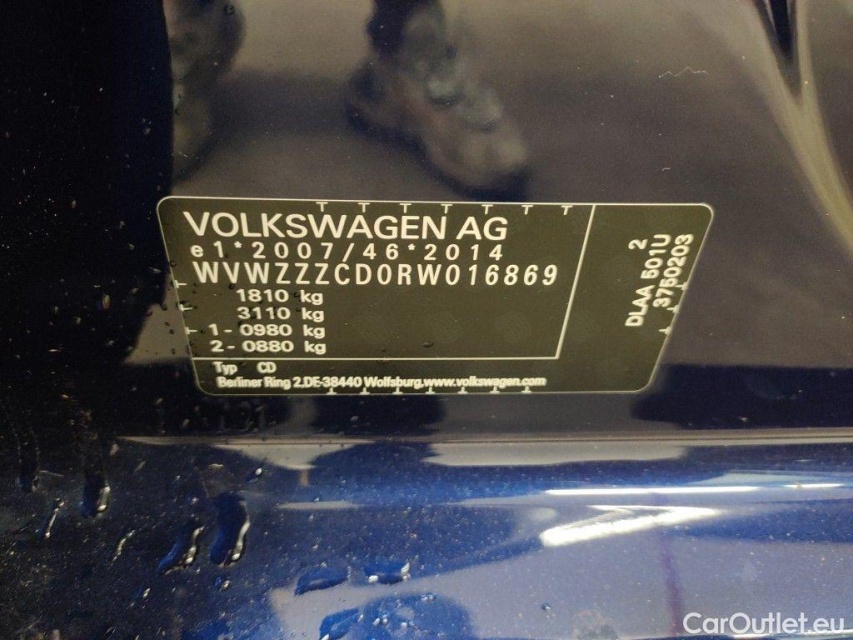 VOLKSWAGEN AG
e1*2007/46*2014
WVWZZZCD0RW016869
1810 kg
3110 kg
1 - 0980 kg
2 - 0880 kg
Typ CD
Berliner Ring 2,DE-38440 Wolfsburg,www.volkswagen.com
2
DLAA 501U
3750203
CarOutlet.eu